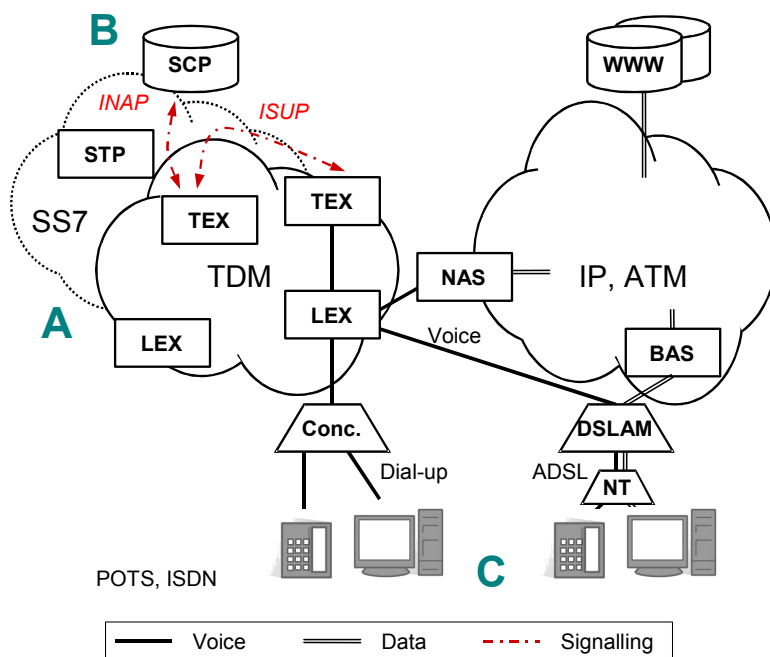 B
SCP
WWW
INAP
ISUP
STP
SS7
TEX
TEX
TDM
NAS
IP, ATM
A
LEX
LEX
Voice
BAS
Conc.
DSLAM
Dial-up
ADSL
NT
POTS, ISDN
C
Voice
Data
Signalling